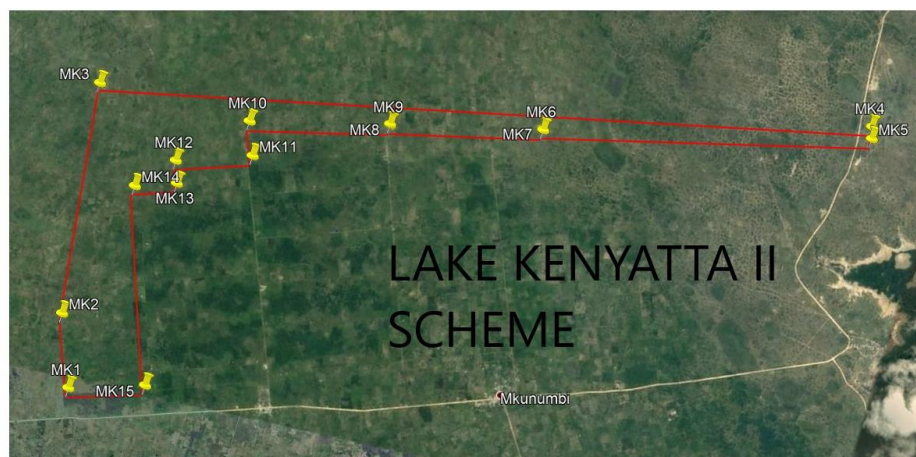 MK3
MK10
MK9
MK6
MK4
MK8
MK7
MK5
MK12
MK11
MK14
MK13
LAKE KENYATTA II
SCHEME
MK2
MK1
MK15
Mkunumbi